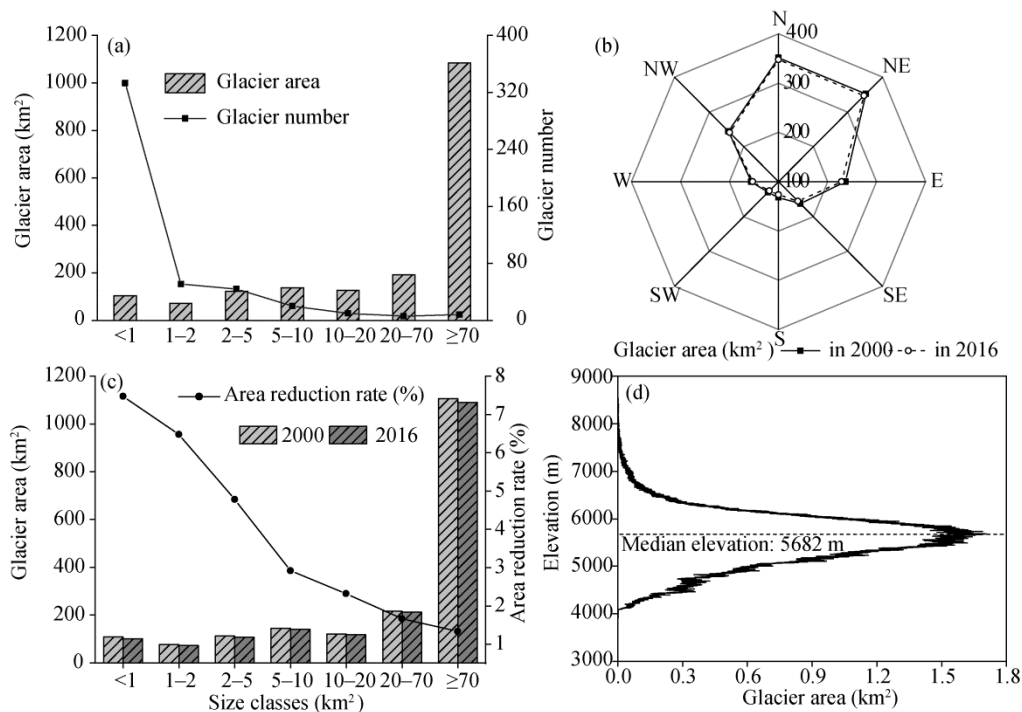 (a)
1200
1000
800
600
400
200
0
Glacier area (km²)
400
320
240
160
80
0
Glacier number
Glacier area
Glacier number
<1 1–2 2–5 5–10 10–20 20–70 ≥70
(b)
N
NE
E
SE
S
SW
W
NW
400
300
200
100
Glacier area (km²) in 2000 in 2016
(c)
1200
1000
800
600
400
200
0
Glacier area (km²)
8
7
6
5
4
3
2
1
Area reduction rate (%)
Area reduction rate (%)
2000 2016
<1 1–2 2–5 5–10 10–20 20–70 ≥70
Size classes (km²)
(d)
9000
8000
7000
6000
5000
4000
3000
Elevation (m)
Median elevation: 5682 m
0.0 0.3 0.6 0.9 1.2 1.5 1.8
Glacier area (km²)